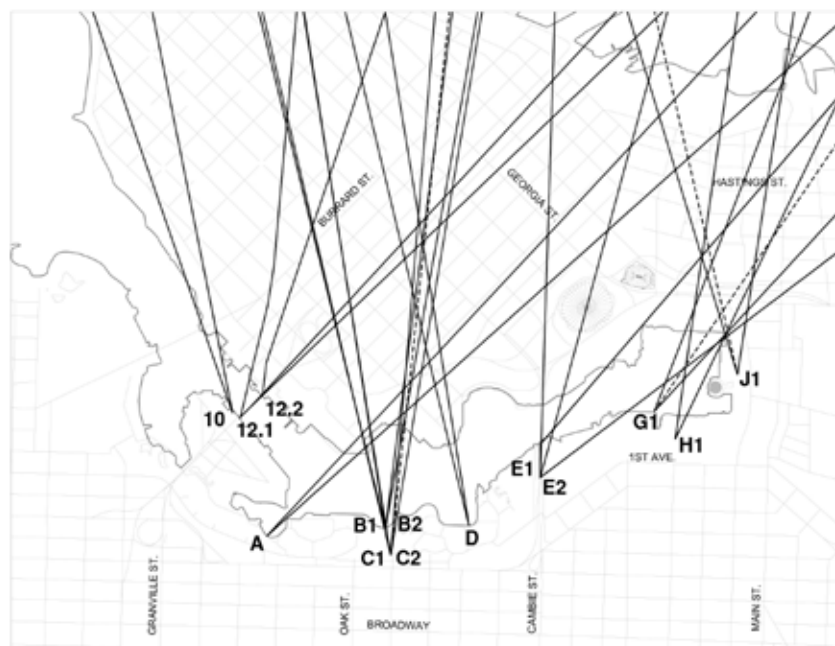 BURRARD ST.
GEORGIA ST.
HASTINGS ST.
J1
10
12.2
12.1
G1
H1
1ST AVE.
E1
E2
B1
B2
D
A
C1
C2
GRANVILLE ST.
OAK ST.
BROADWAY
CAMBIE ST.
MAIN ST.